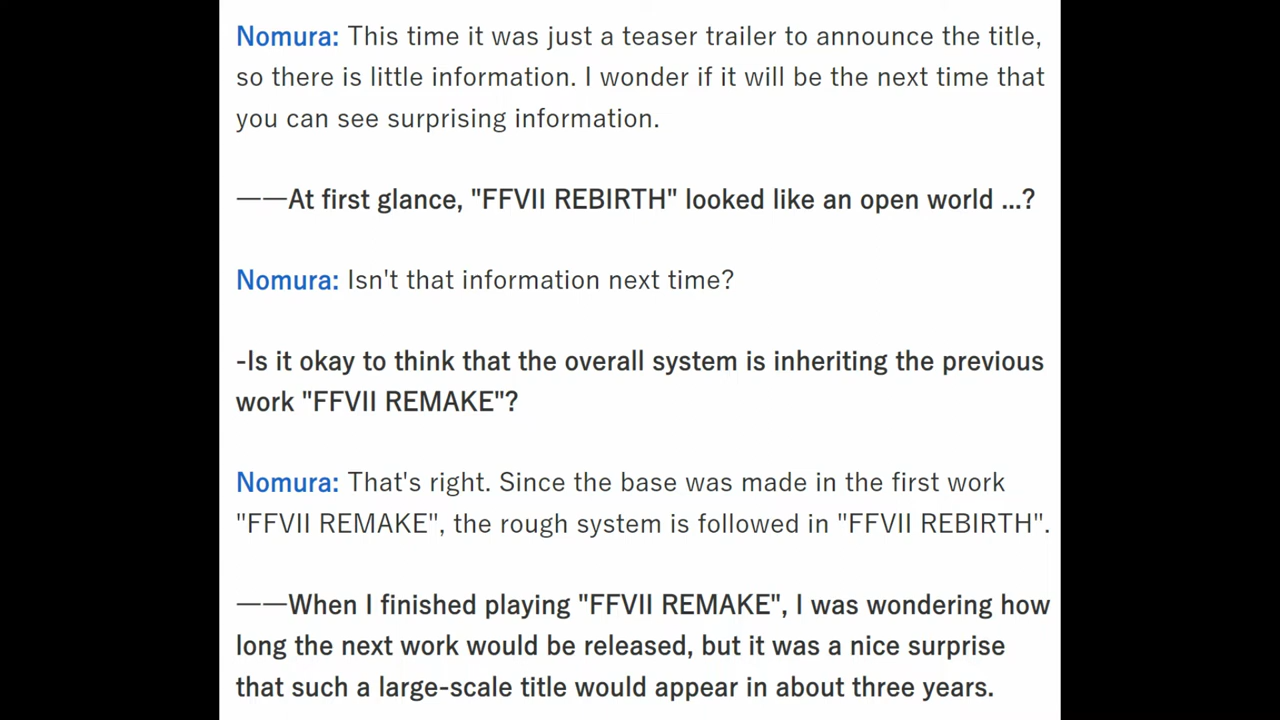 Nomura: This time it was just a teaser trailer to announce the title,
so there is little information. I wonder if it will be the next time that
you can see surprising information.
——At first glance, "FFVII REBIRTH" looked like an open world ...?
Nomura: Isn't that information next time?
-Is it okay to think that the overall system is inheriting the previous
work "FFVII REMAKE"?
Nomura: That's right. Since the base was made in the first work
"FFVII REMAKE", the rough system is followed in "FFVII REBIRTH".
——When I finished playing "FFVII REMAKE", I was wondering how
long the next work would be released, but it was a nice surprise
that such a large-scale title would appear in about three years.